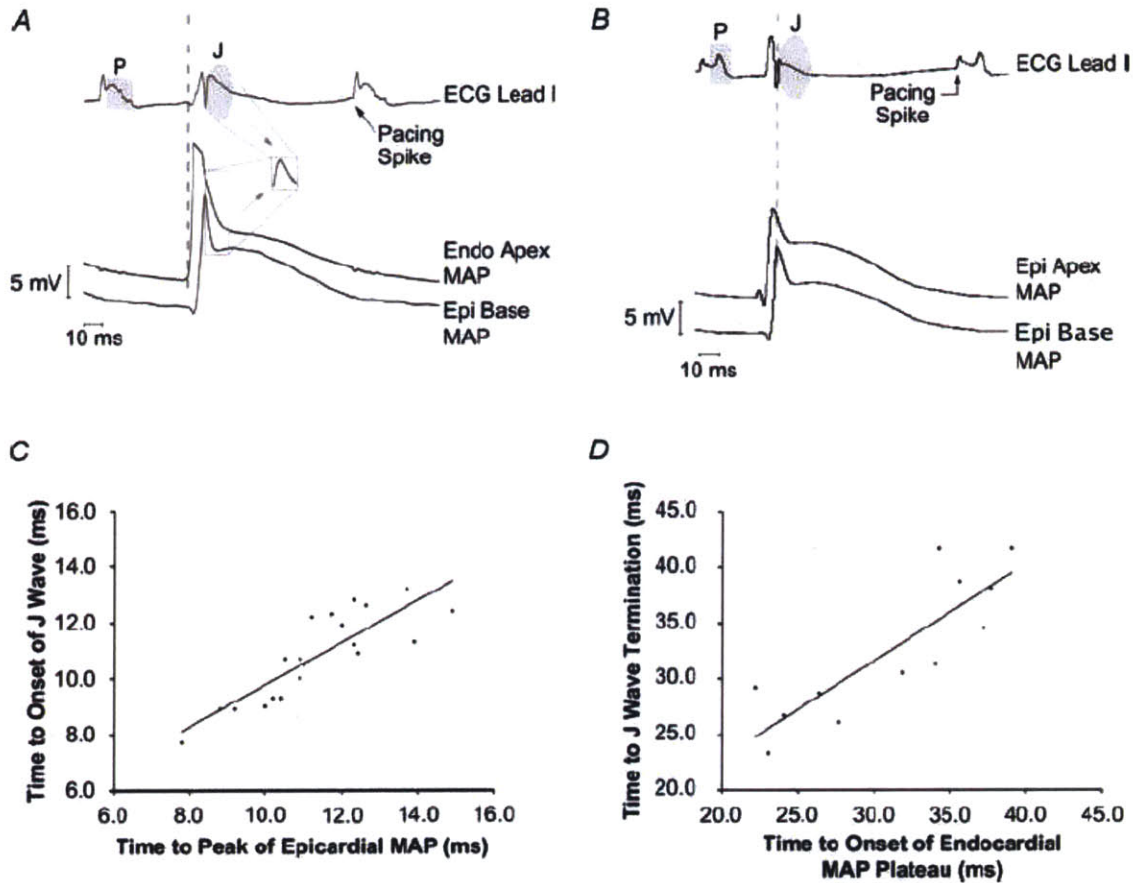 A
P
J
ECG Lead I
Pacing
Spike
Endo Apex
MAP
5 mV
Epi Base
MAP
10 ms
B
P
J
ECG Lead I
Pacing
Spike
Epi Apex
MAP
5 mV
Epi Base
MAP
10 ms
C
Time to Onset of J Wave (ms)
16.0
14.0
12.0
10.0
8.0
6.0
6.0 8.0 10.0 12.0 14.0 16.0
Time to Peak of Epicardial MAP (ms)
D
Time to J Wave Termination (ms)
45.0
40.0
35.0
30.0
25.0
20.0
20.0 25.0 30.0 35.0 40.0 45.0
Time to Onset of Endocardial
MAP Plateau (ms)